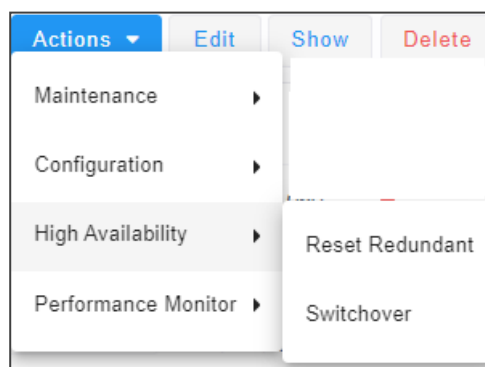 Actions Edit Show Delete
Maintenance
Configuration
High Availability
Reset Redundant
Performance Monitor
Switchover